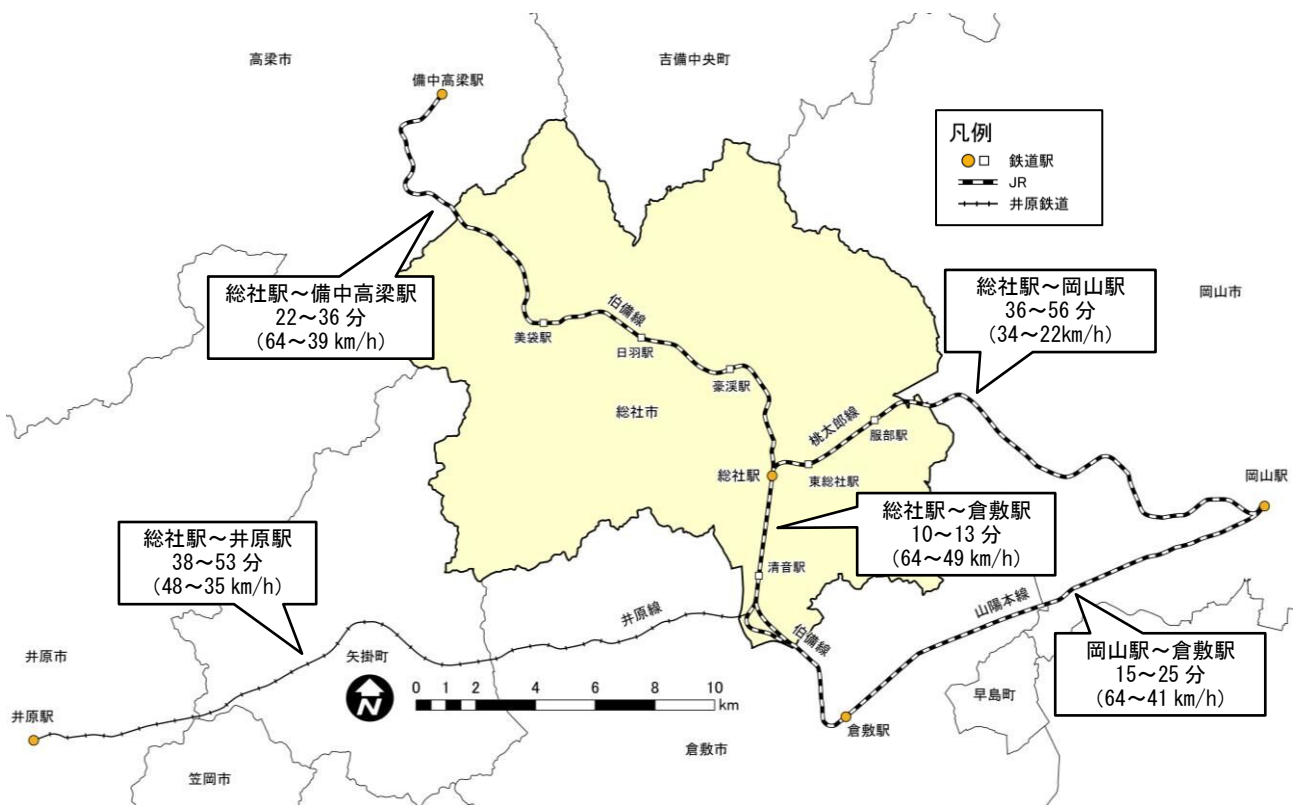 高梁市
吉備中央町
備中高梁駅
凡例
鉄道駅
JR
井原鉄道
総社駅～備中高梁駅
22～36 分
(64～39 km/h)
総社駅～岡山駅
36～56 分
(34～22km/h)
岡山市
伯備線
美袋駅
日羽駅
豪渓駅
総社市
桃太郎線
服部駅
総社駅
東総社駅
岡山駅
総社駅～倉敷駅
10～13 分
(64～49 km/h)
総社駅～井原駅
38～53 分
(48～35 km/h)
清音駅
井原線
伯備線
山陽本線
井原市
矢掛町
岡山駅～倉敷駅
15～25 分
(64～41 km/h)
早島町
N
0 1 2 4 6 8 10
km
井原駅
倉敷駅
倉敷市
笠岡市